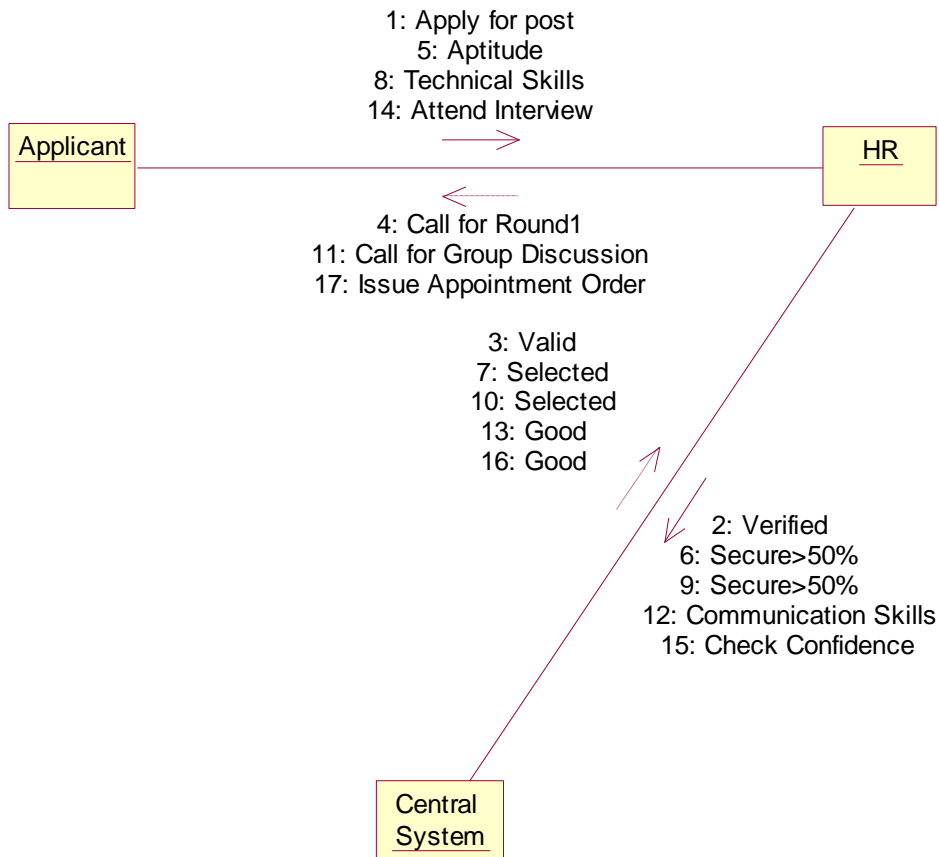 1: Apply for post
5: Aptitude
8: Technical Skills
14: Attend Interview
Applicant
HR
4: Call for Round1
11: Call for Group Discussion
17: Issue Appointment Order
3: Valid
7: Selected
10: Selected
13: Good
16: Good
2: Verified
6: Secure>50%
9: Secure>50%
12: Communication Skills
15: Check Confidence
Central
System